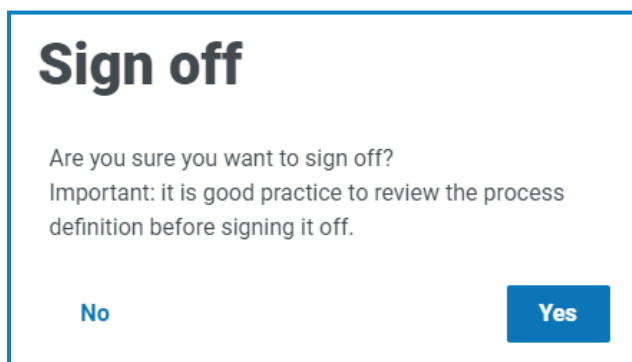 Sign off
Are you sure you want to sign off?
Important: it is good practice to review the process
definition before signing it off.
No
Yes